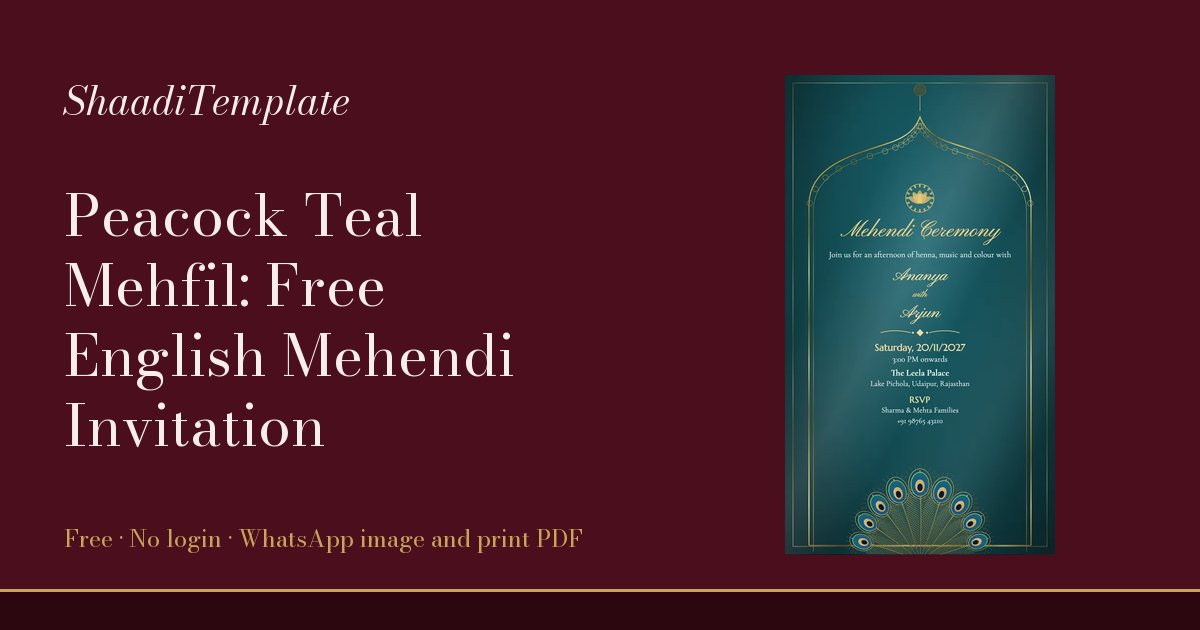 ShaadiTemplate
Peacock Teal
Mehfil: Free
English Mehendi
Invitation
Free · No login · WhatsApp image and print PDF
Mehendi Ceremony
Join us for an afternoon of henna, music and colour with
Ananya
with
Arjun
Saturday, 20/11/2027
3:00 PM onwards
The Leela Palace
Lake Pichola, Udaipur, Rajasthan
RSVP
Sharma & Mehta Families
+91 98765 43210